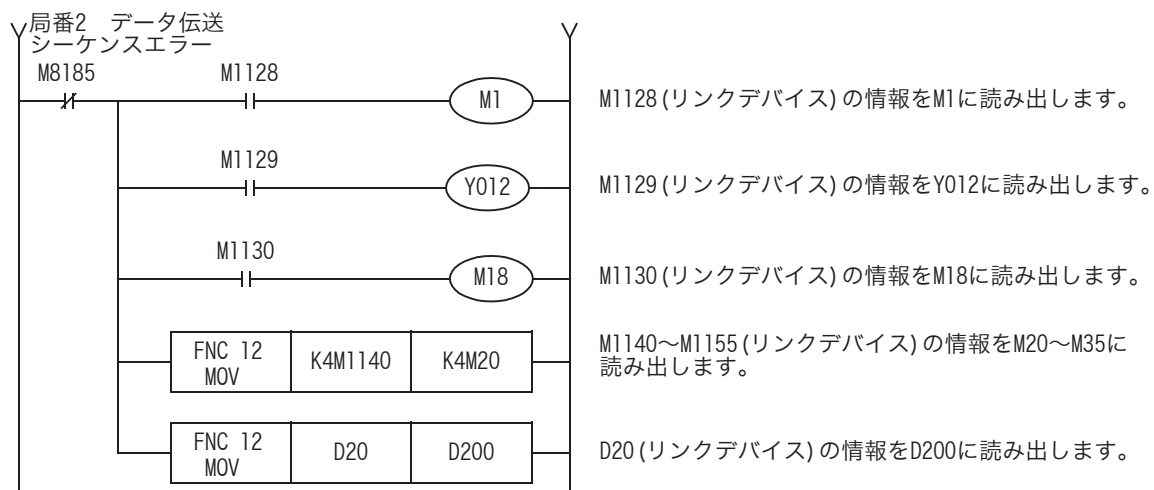 局番2　データ伝送
シーケンスエラー
M8185
M1128
M1
M1128(リンクデバイス)の情報をM1に読み出します。
M1129
Y012
M1129(リンクデバイス)の情報をY012に読み出します。
M1130
M18
M1130(リンクデバイス)の情報をM18に読み出します。
FNC 12
MOV
K4M1140
K4M20
M1140～M1155(リンクデバイス)の情報をM20～M35に
読み出します。
FNC 12
MOV
D20
D200
D20(リンクデバイス)の情報をD200に読み出します。